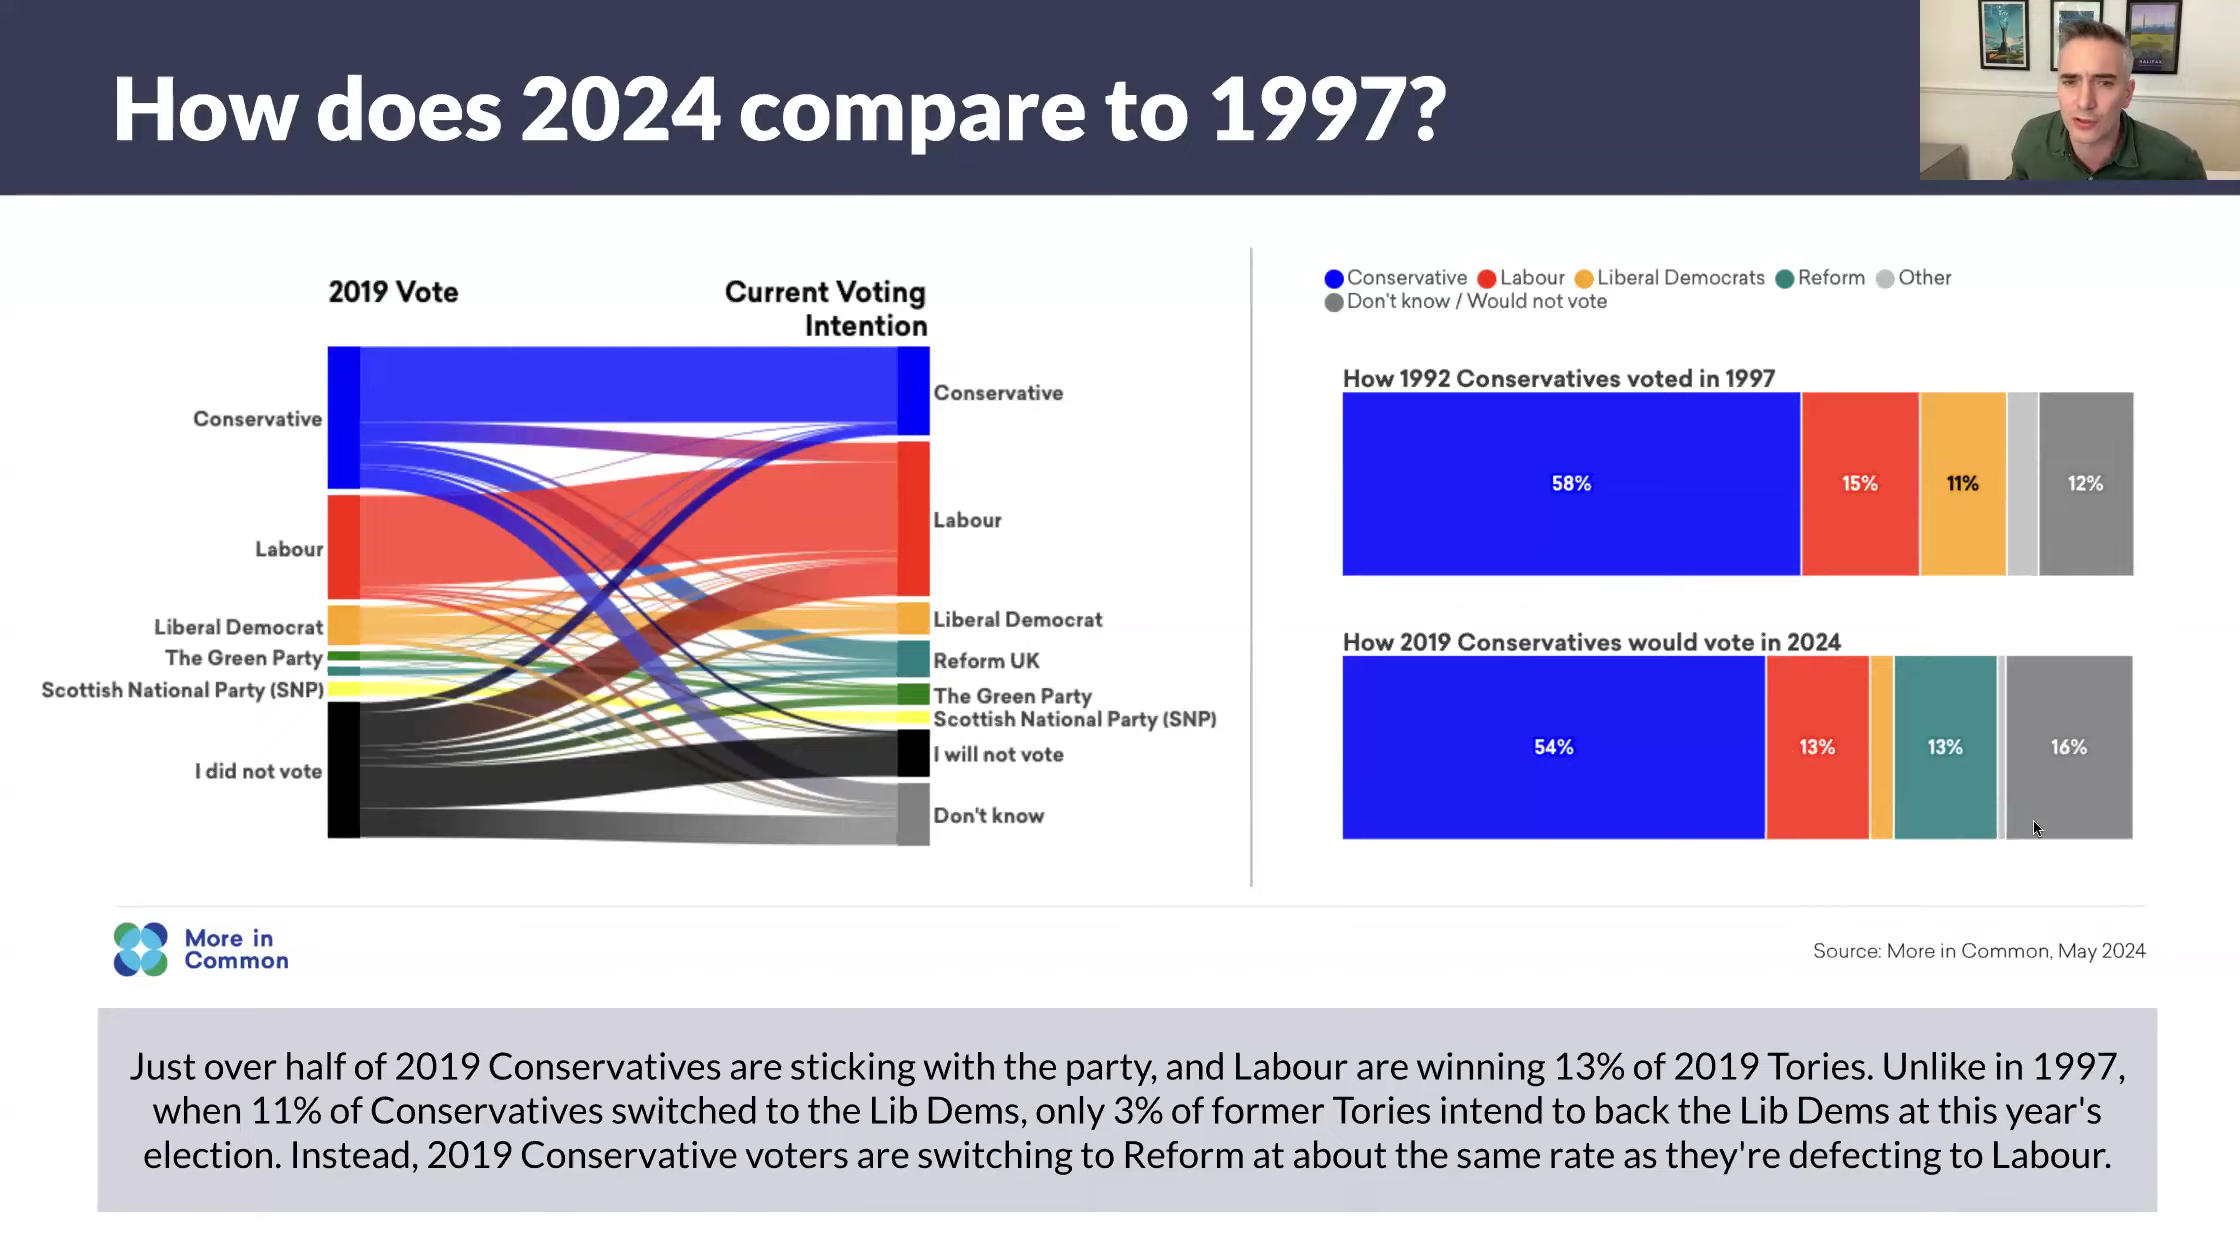 How does 2024 compare to 1997?
HALIFAX
2019 Vote
Current Voting
Intention
Conservative
Labour
Liberal Democrat
The Green Party
Scottish National Party (SNP)
I did not vote
Conservative
Labour
Liberal Democrat
Reform UK
The Green Party
Scottish National Party (SNP)
I will not vote
Don't know
Conservative Labour Liberal Democrats Reform Other
Don't know / Would not vote
How 1992 Conservatives voted in 1997
58% 15% 11% 12%
How 2019 Conservatives would vote in 2024
54% 13% 13% 16%
More in
Common
Source: More in Common, May 2024
Just over half of 2019 Conservatives are sticking with the party, and Labour are winning 13% of 2019 Tories. Unlike in 1997,
when 11% of Conservatives switched to the Lib Dems, only 3% of former Tories intend to back the Lib Dems at this year's
election. Instead, 2019 Conservative voters are switching to Reform at about the same rate as they're defecting to Labour.